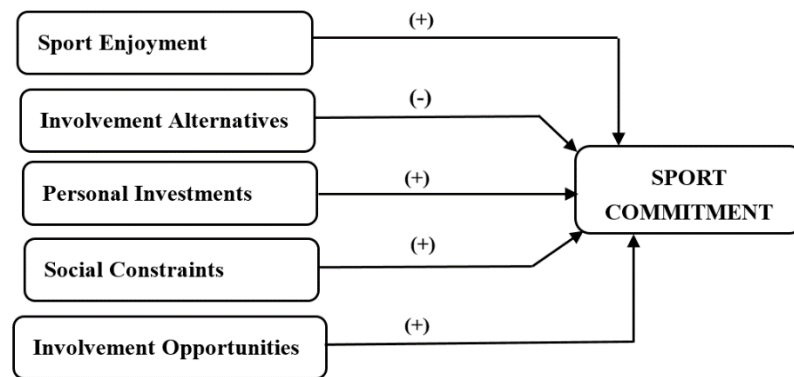 Sport Enjoyment
(+)
Involvement Alternatives
(-)
Personal Investments
(+)
Social Constraints
(+)
Involvement Opportunities
(+)
SPORT
COMMITMENT